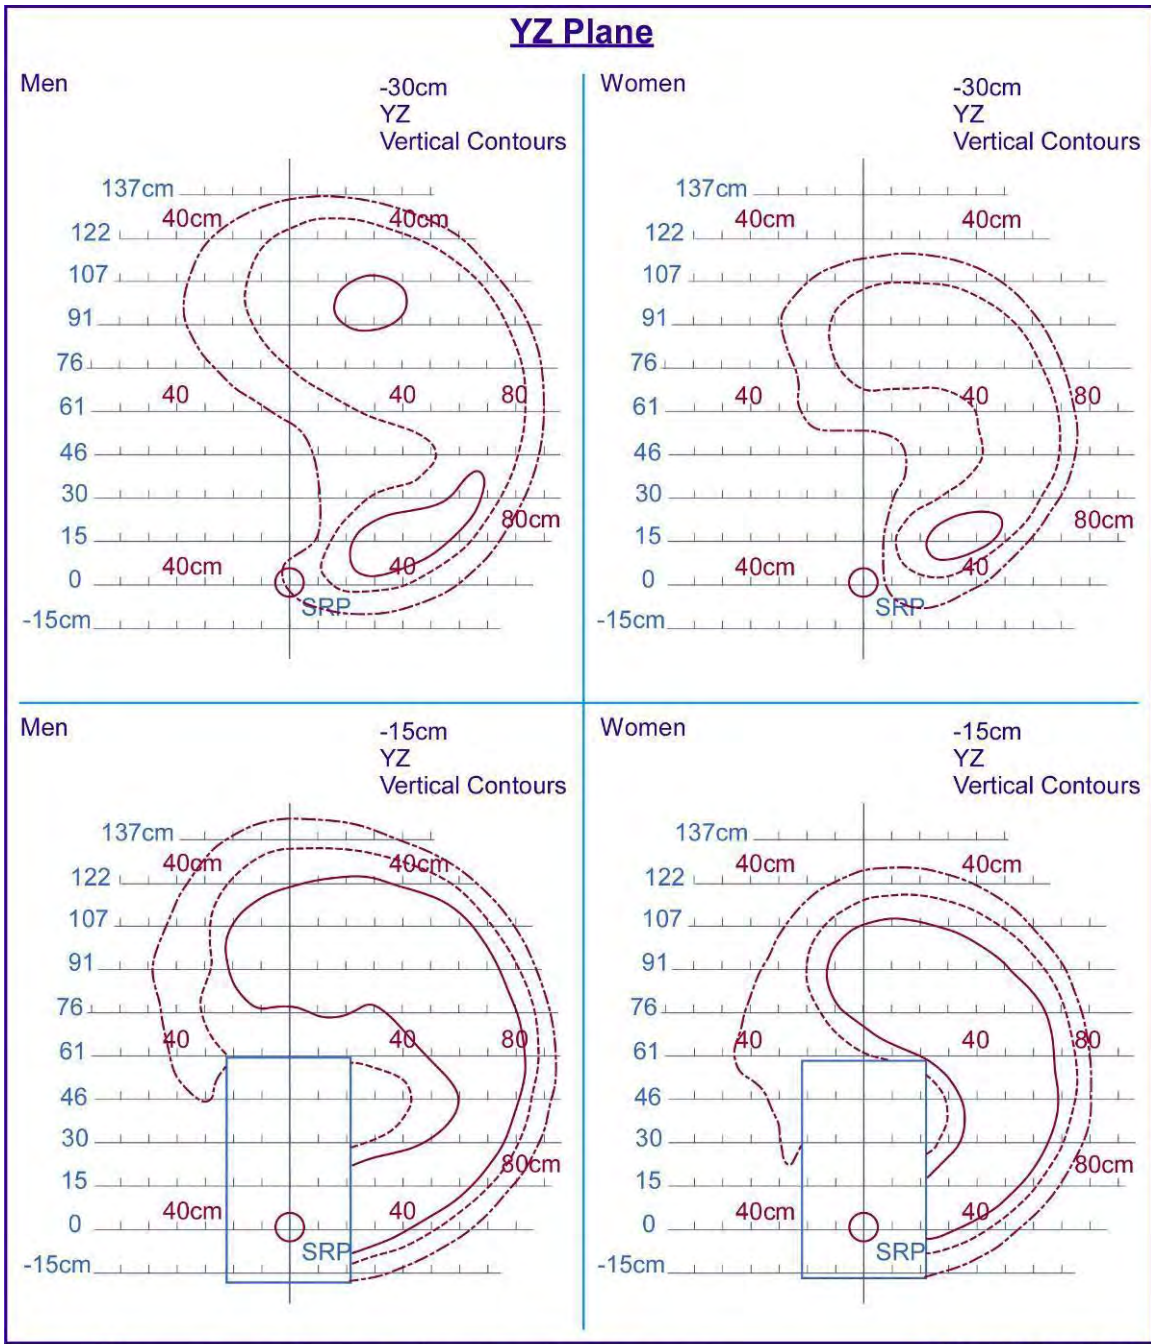 YZ Plane
Men
-30cm
YZ
Vertical Contours
137cm
40cm 40cm
122
107
91
76
40 40 80
61
46
30
80cm
15
40cm 40
0
SRP
-15cm
Women
-30cm
YZ
Vertical Contours
137cm
40cm 40cm
122
107
91
76
40 40 80
61
46
30
80cm
15
40cm 40
0
SRP
-15cm
Men
-15cm
YZ
Vertical Contours
137cm
40cm 40cm
122
107
91
76
40 40 80
61
46
30
80cm
15
40cm 40
0
SRP
-15cm
Women
-15cm
YZ
Vertical Contours
137cm
40cm 40cm
122
107
91
76
40 40 80
61
46
30
80cm
15
40cm 40
0
SRP
-15cm